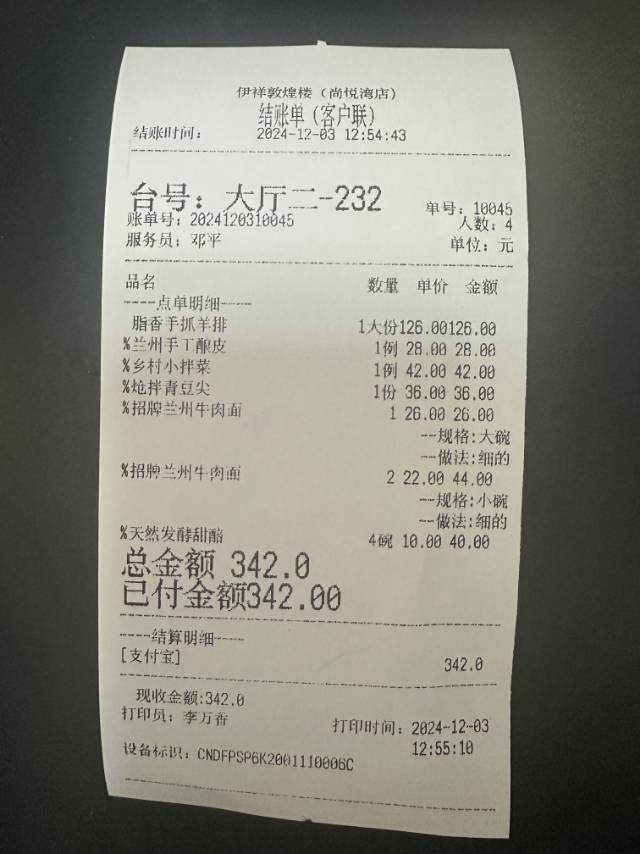 伊祥敦煌楼（尚悦湾店）
结账单（客户联）
结账时间： 2024-12-03 12:54:43
台号：大厅二-232 单号：10045
账单号：2024120310045 人数：4
服务员：邓平 单位：元
品名 数量 单价 金额
----点单明细----
脂香手抓羊排 1大份126.00126.00
%兰州手工酿皮 1例 28.00 28.00
%乡村小拌菜 1例 42.00 42.00
%炝拌青豆尖 1份 36.00 36.00
%招牌兰州牛肉面 1 26.00 26.00
--规格:大碗
--做法:细的
%招牌兰州牛肉面 2 22.00 44.00
--规格:小碗
--做法:细的
%天然发酵甜醅 4碗 10.00 40.00
总金额 342.0
已付金额342.00
----结算明细----
[支付宝] 342.0
现收金额:342.0
打印员：李万香 打印时间：2024-12-03
12:55:10
设备标识：CNDFPSP6K2001110006C